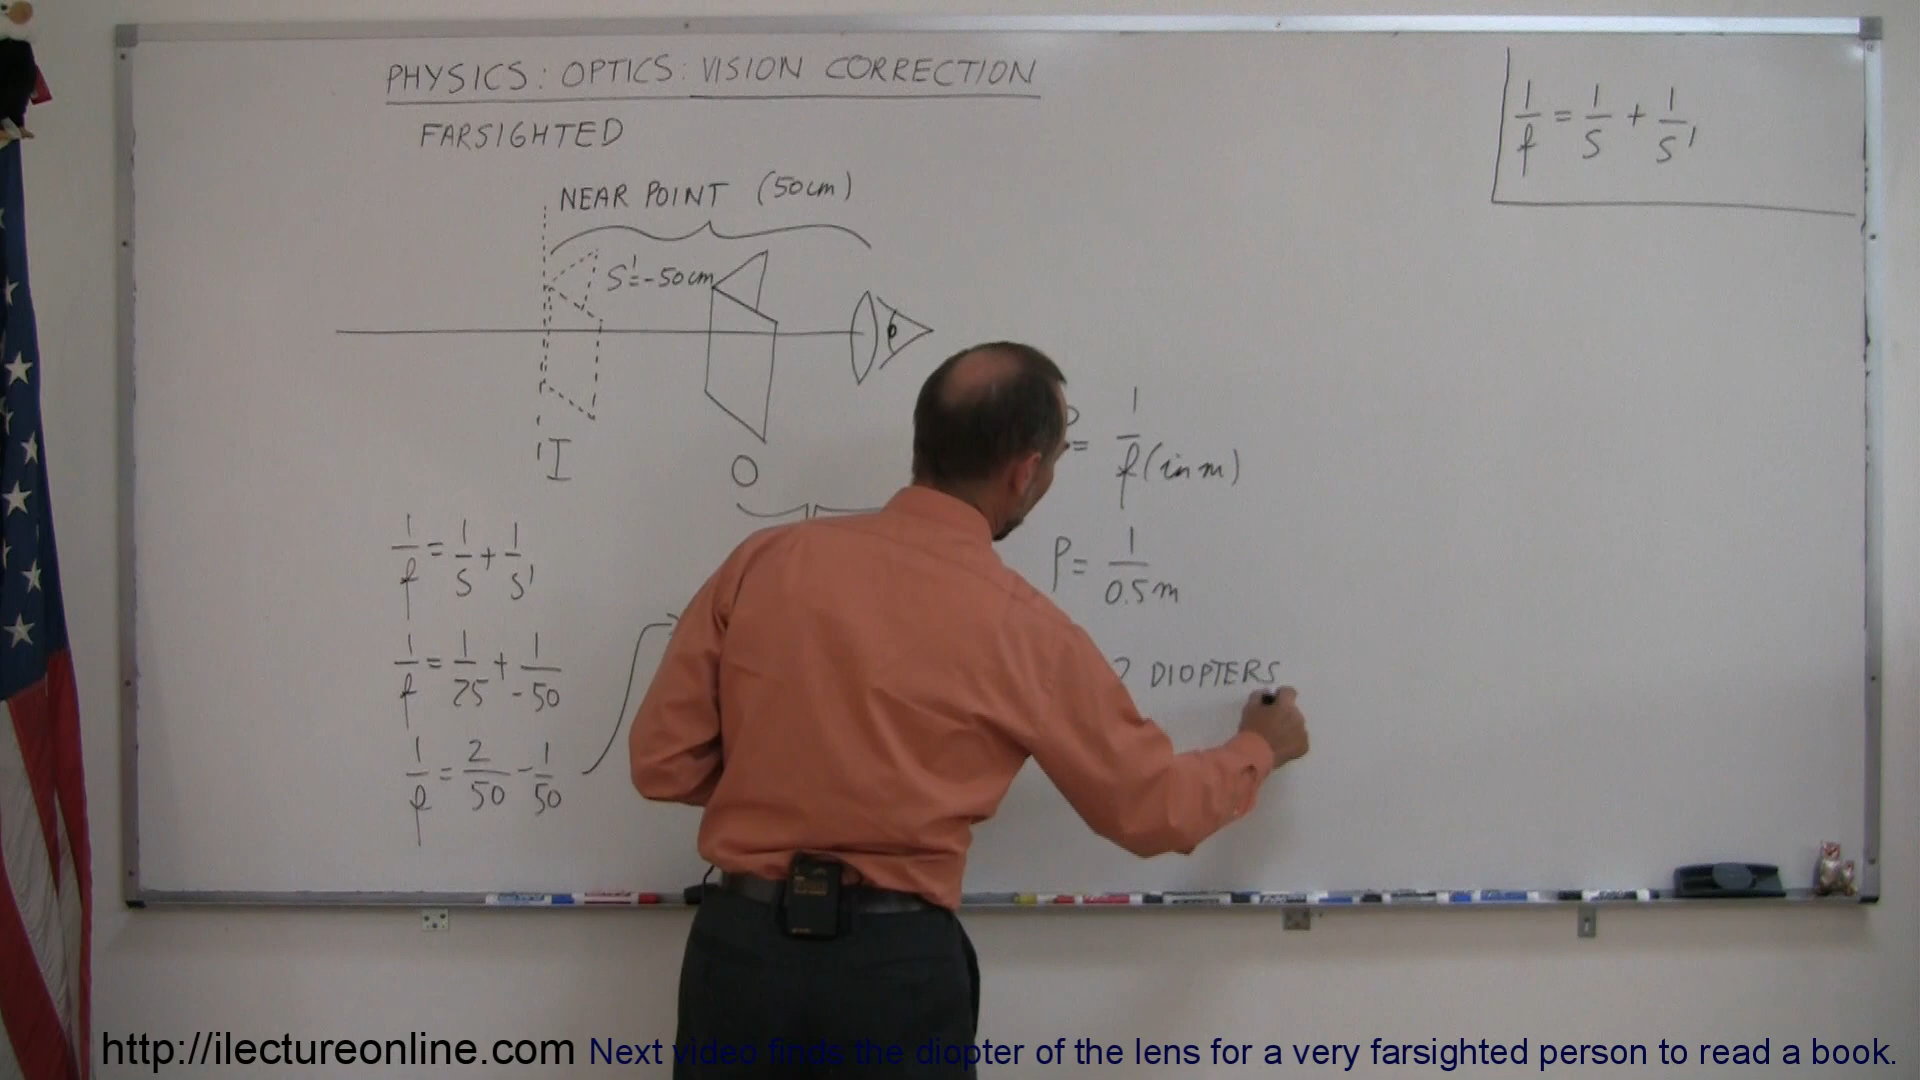 PHYSICS: OPTICS: VISION CORRECTION
FARSIGHTED
NEAR POINT (50cm)
S'=-50cm
I
O
1/f = 1/S + 1/S'
1/f = 1/25 + 1/-50
1/f = 2/50 - 1/50
= 1/f (in m)
P = 1/0.5m
2 DIOPTERS
1/f = 1/S + 1/S'
http://ilectureonline.com Next video finds the diopter of the lens for a very farsighted person to read a book.